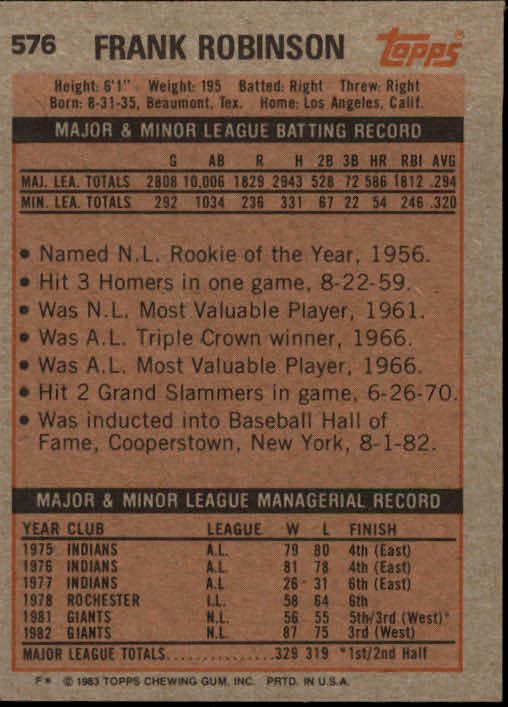 576 FRANK ROBINSON Topps®
Height: 6'1" Weight: 195 Batted: Right Threw: Right
Born: 8-31-35, Beaumont, Tex. Home: Los Angeles, Calif.
MAJOR & MINOR LEAGUE BATTING RECORD
G AB R H 2B 3B HR RBI AVG
MAJ. LEA. TOTALS 2808 10,006 1829 2943 528 72 586 1812 .294
MIN. LEA. TOTALS 292 1034 236 331 67 22 54 246 .320
• Named N.L. Rookie of the Year, 1956.
• Hit 3 Homers in one game, 8-22-59.
• Was N.L. Most Valuable Player, 1961.
• Was A.L. Triple Crown winner, 1966.
• Was A.L. Most Valuable Player, 1966.
• Hit 2 Grand Slammers in game, 6-26-70.
• Was inducted into Baseball Hall of
Fame, Cooperstown, New York, 8-1-82.
MAJOR & MINOR LEAGUE MANAGERIAL RECORD
YEAR CLUB LEAGUE W L FINISH
1975 INDIANS A.L. 79 80 4th (East)
1976 INDIANS A.L. 81 78 4th (East)
1977 INDIANS A.L. 26 31 6th (East)
1978 ROCHESTER I.L. 58 64 6th
1981 GIANTS N.L. 56 55 5th/3rd (West)*
1982 GIANTS N.L. 87 75 3rd (West)
MAJOR LEAGUE TOTALS................329 319 *1st/2nd Half
F* © 1983 TOPPS CHEWING GUM, INC. PRTD. IN U.S.A.